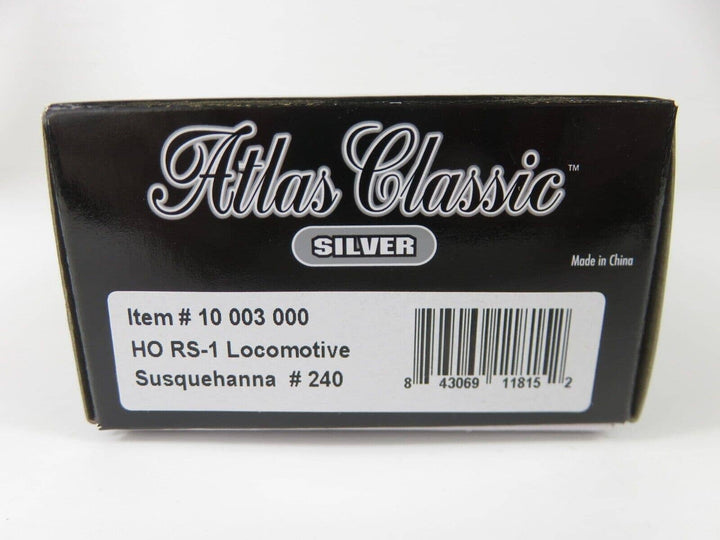 Atlas Classic™
SILVER
Made in China
Item # 10 003 000
HO RS-1 Locomotive
Susquehanna # 240
8 43069 11815 2